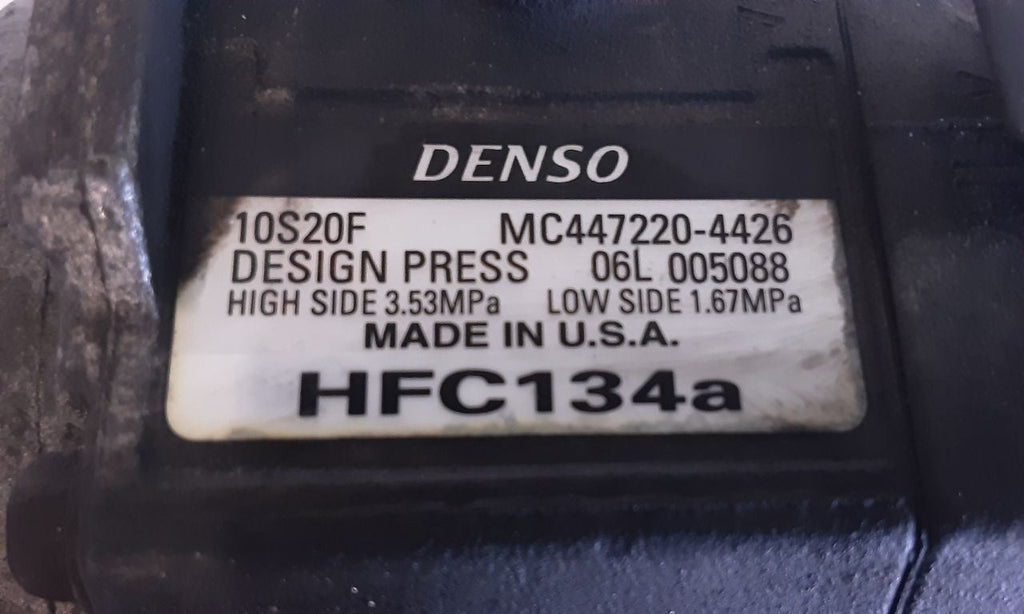 DENSO
10S20F MC447220-4426
DESIGN PRESS 06L 005088
HIGH SIDE 3.53MPa LOW SIDE 1.67MPa
MADE IN U.S.A.
HFC134a